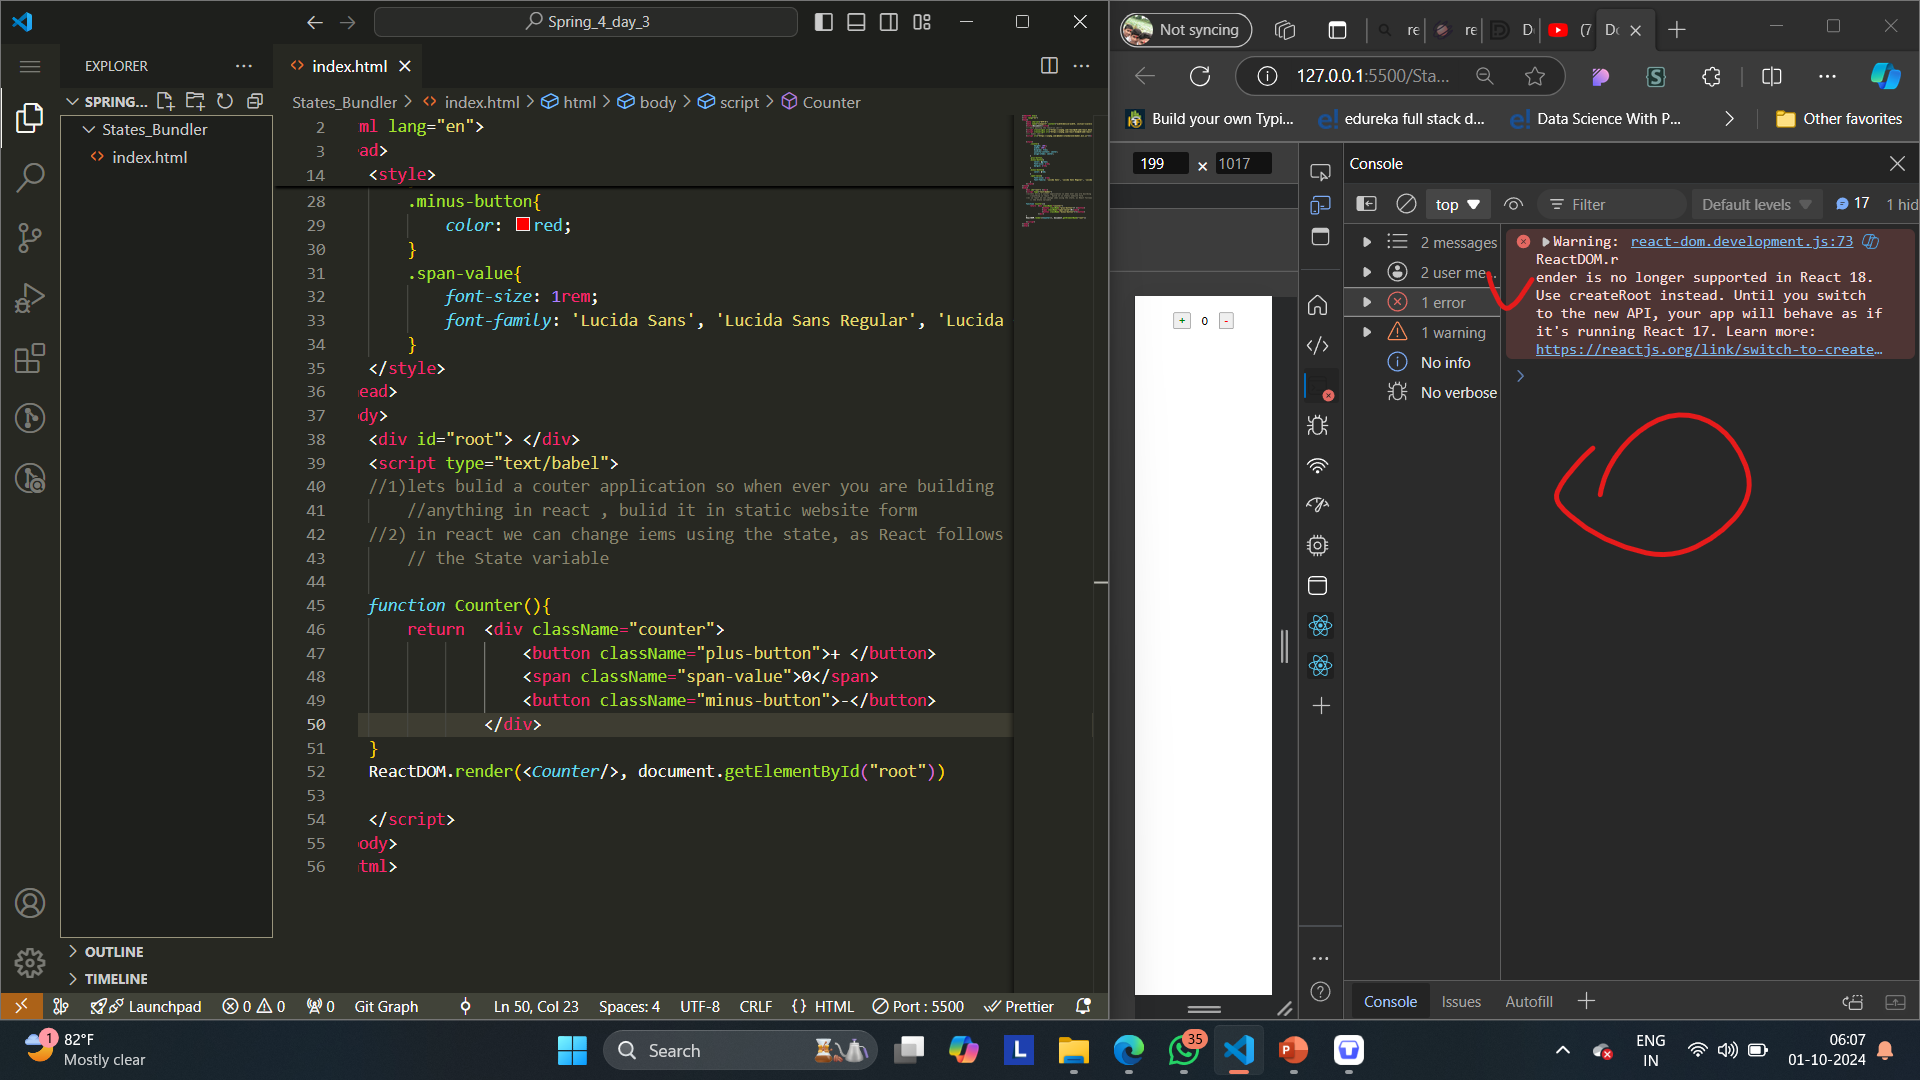 Spring_4_day_3
EXPLORER
SPRING...
States_Bundler
index.html
OUTLINE
TIMELINE
index.html
States_Bundler > index.html > html > body > script > Counter
2 ml lang="en">
3 ad>
14 <style>
28 .minus-button{
29 color: red;
30 }
31 .span-value{
32 font-size: 1rem;
33 font-family: 'Lucida Sans', 'Lucida Sans Regular', 'Lucida
34 }
35 </style>
36 ead>
37 dy>
38 <div id="root"> </div>
39 <script type="text/babel">
40 //1)lets bulid a couter application so when ever you are building
41 //anything in react , bulid it in static website form
42 //2) in react we can change iems using the state, as React follows
43 // the State variable
44
45 function Counter(){
46 return <div className="counter">
47 <button className="plus-button">+ </button>
48 <span className="span-value">0</span>
49 <button className="minus-button">-</button>
50 </div>
51 }
52 ReactDOM.render(<Counter/>, document.getElementById("root"))
53
54 </script>
55 ody>
56 tml>
0 0 Launchpad 0 Git Graph Ln 50, Col 23 Spaces: 4 UTF-8 CRLF {} HTML Port : 5500 Prettier
Not syncing
re
re
D
(7
Dc
127.0.0.1:5500/Sta...
Build your own Typi...
edureka full stack d...
Data Science With P...
Other favorites
199 × 1017
+ 0 -
Console
top
Filter
Default levels
17
1 hid
2 messages
2 user me...
1 error
1 warning
No info
No verbose
Warning: react-dom.development.js:73
ReactDOM.r
ender is no longer supported in React 18.
Use createRoot instead. Until you switch
to the new API, your app will behave as if
it's running React 17. Learn more:
https://reactjs.org/link/switch-to-create…
Console Issues Autofill
1
82°F
Mostly clear
Search
L
35
P
ENG
IN
06:07
01-10-2024